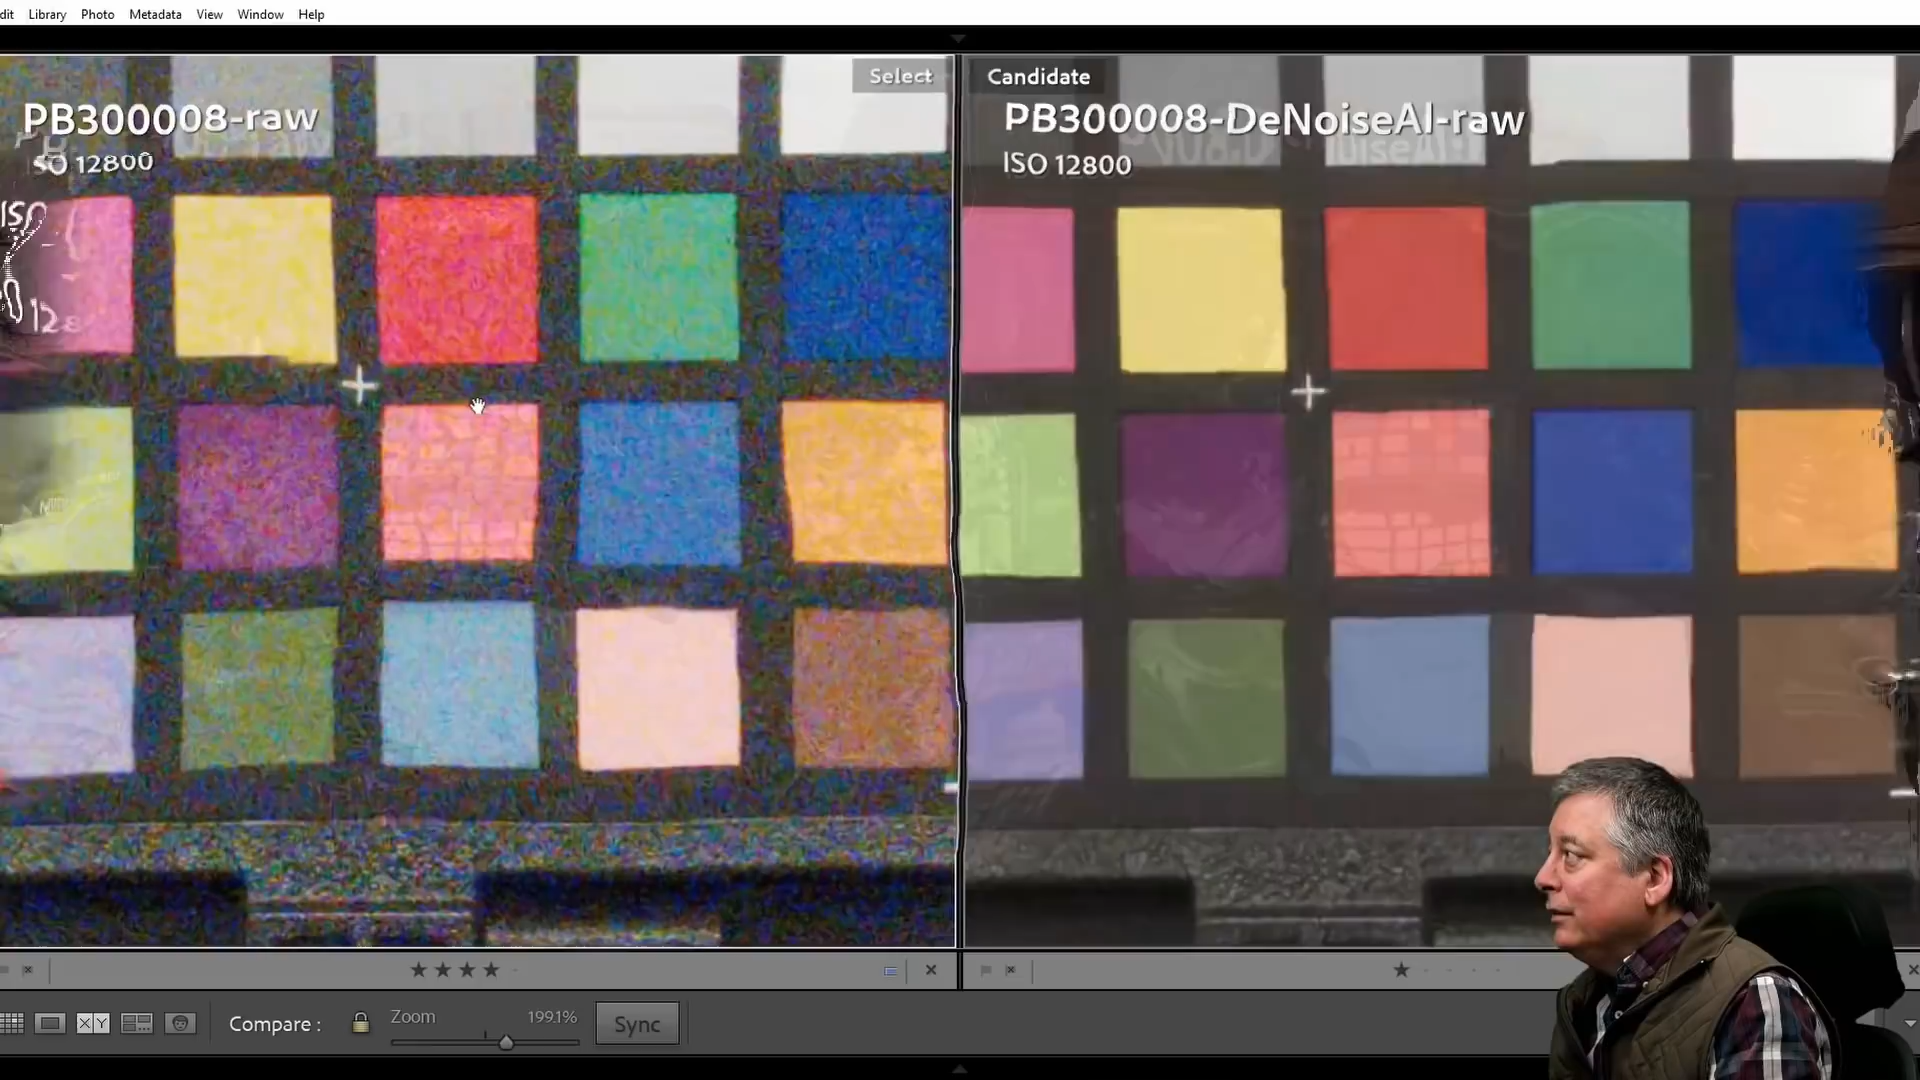 Library Photo Metadata View Window Help
Select
Candidate
PB300008-raw
ISO 12800
PB300008-DeNoiseAI-raw
ISO 12800
Compare :
Zoom
199.1%
Sync
XY